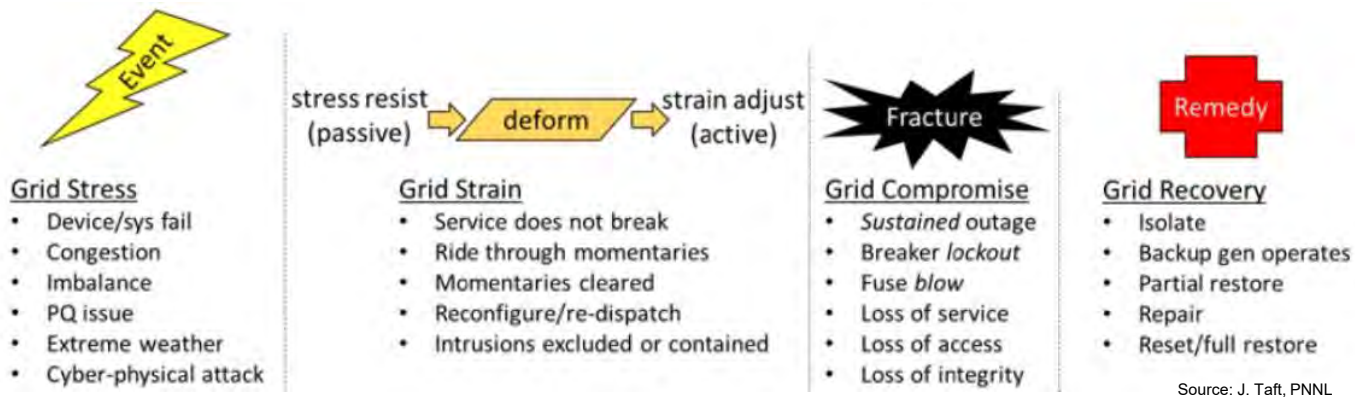 Event
stress resist
(passive)
deform
strain adjust
(active)
Fracture
Remedy
Grid Stress
• Device/sys fail
• Congestion
• Imbalance
• PQ issue
• Extreme weather
• Cyber-physical attack
Grid Strain
• Service does not break
• Ride through momentaries
• Momentaries cleared
• Reconfigure/re-dispatch
• Intrusions excluded or contained
Grid Compromise
• Sustained outage
• Breaker lockout
• Fuse blow
• Loss of service
• Loss of access
• Loss of integrity
Grid Recovery
• Isolate
• Backup gen operates
• Partial restore
• Repair
• Reset/full restore
Source: J. Taft, PNNL